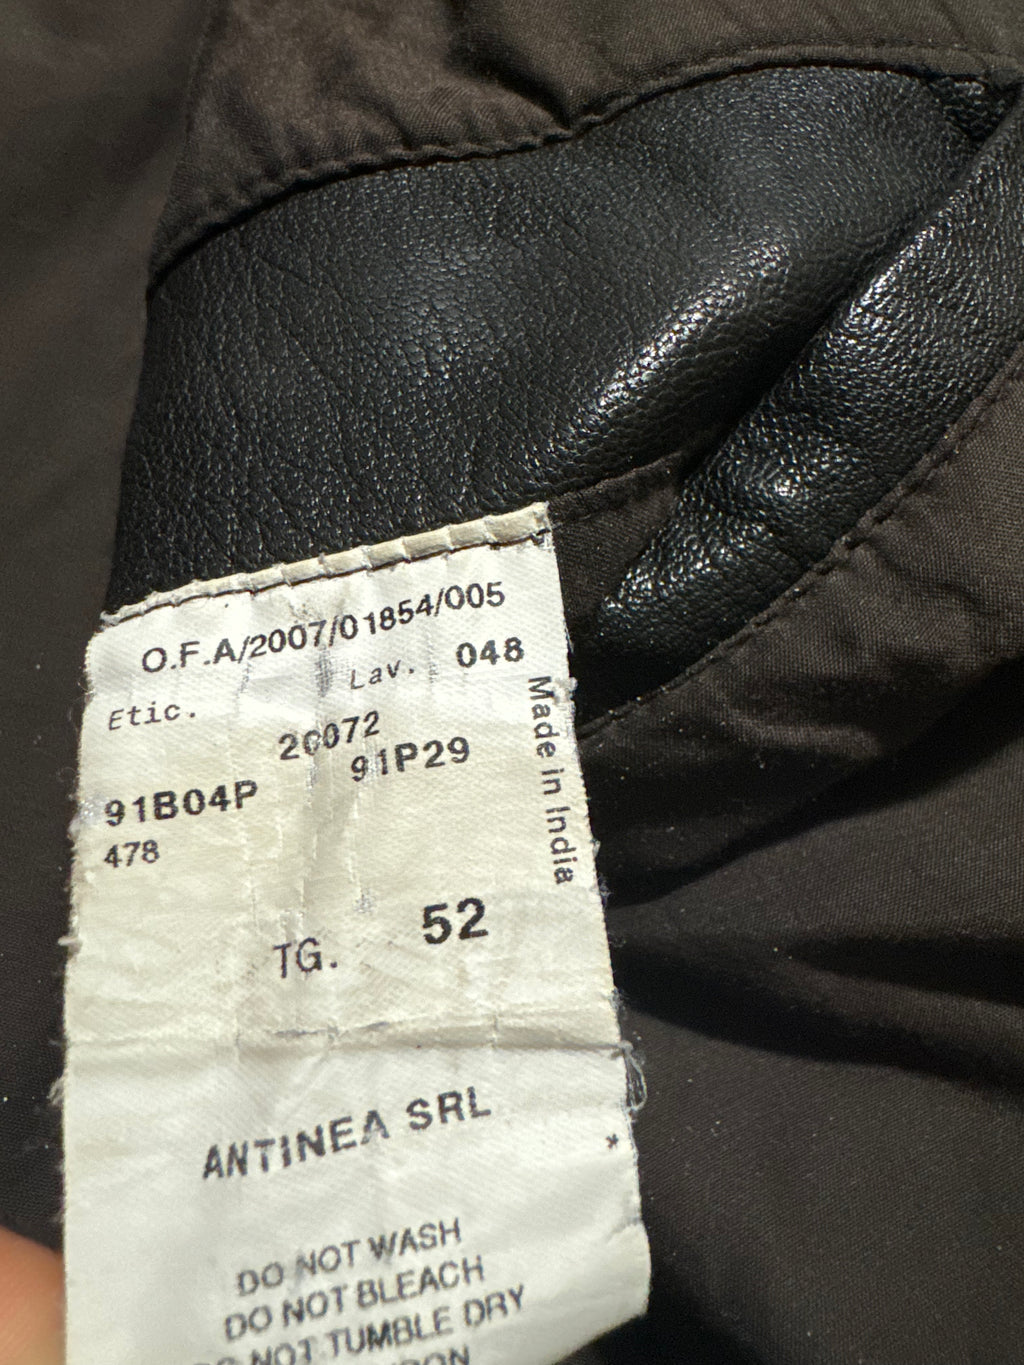 O.F.A/2007/01854/005
Etic. Lav. 048
20072
91B04P 91P29
478
TG. 52
Made in India
ANTINEA SRL
*
DO NOT WASH
DO NOT BLEACH
NOT TUMBLE DRY